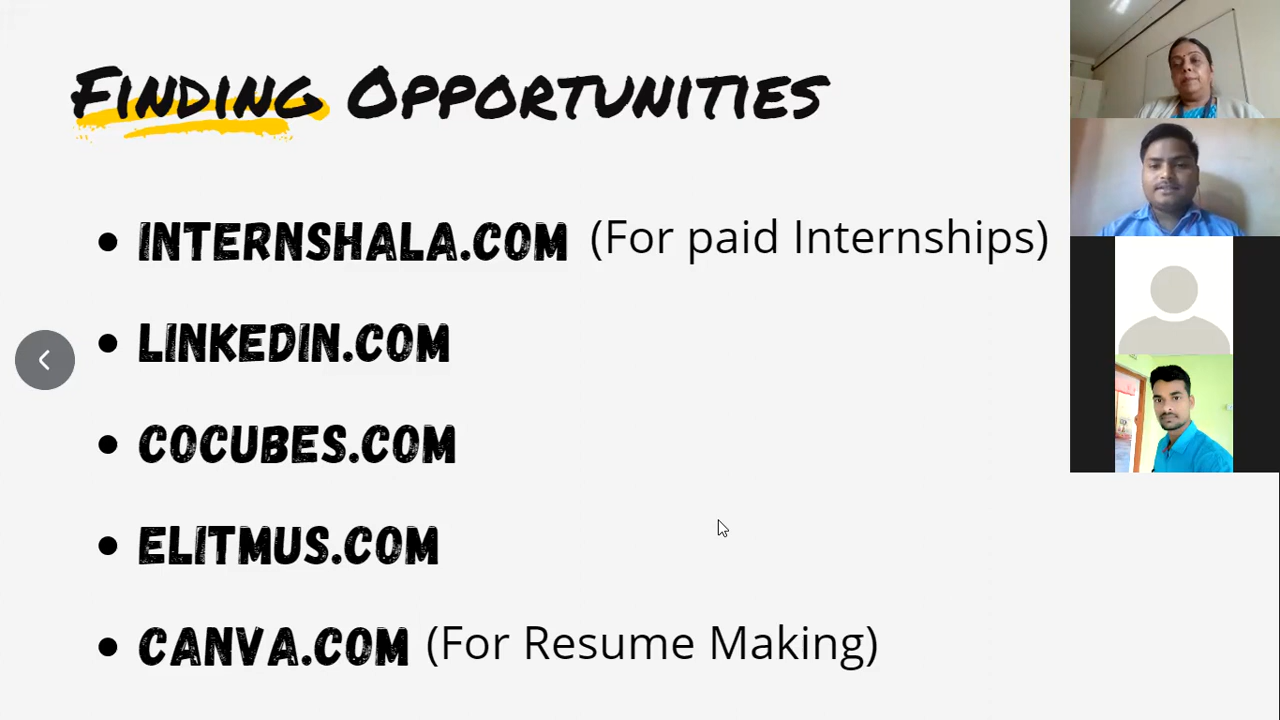 FINDING OPPORTUNITIES
INTERNSHALA.COM (For paid Internships)
LINKEDIN.COM
COCUBES.COM
ELITMUS.COM
CANVA.COM (For Resume Making)